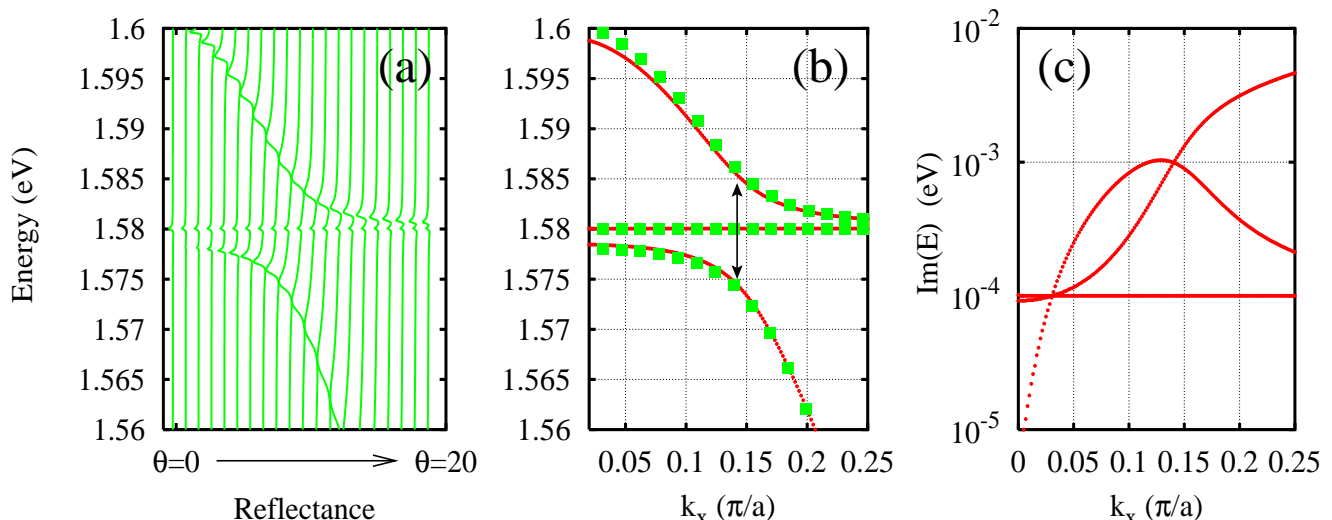 (a)
1.6
1.595
1.59
1.585
1.58
1.575
1.57
1.565
1.56
Energy (eV)
θ=0
θ=20
Reflectance
(b)
1.6
1.595
1.59
1.585
1.58
1.575
1.57
1.565
1.56
0.05 0.1 0.15 0.2 0.25
k_x (π/a)
(c)
10^-2
10^-3
10^-4
10^-5
Im(E) (eV)
0 0.05 0.1 0.15 0.2 0.25
k_x (π/a)